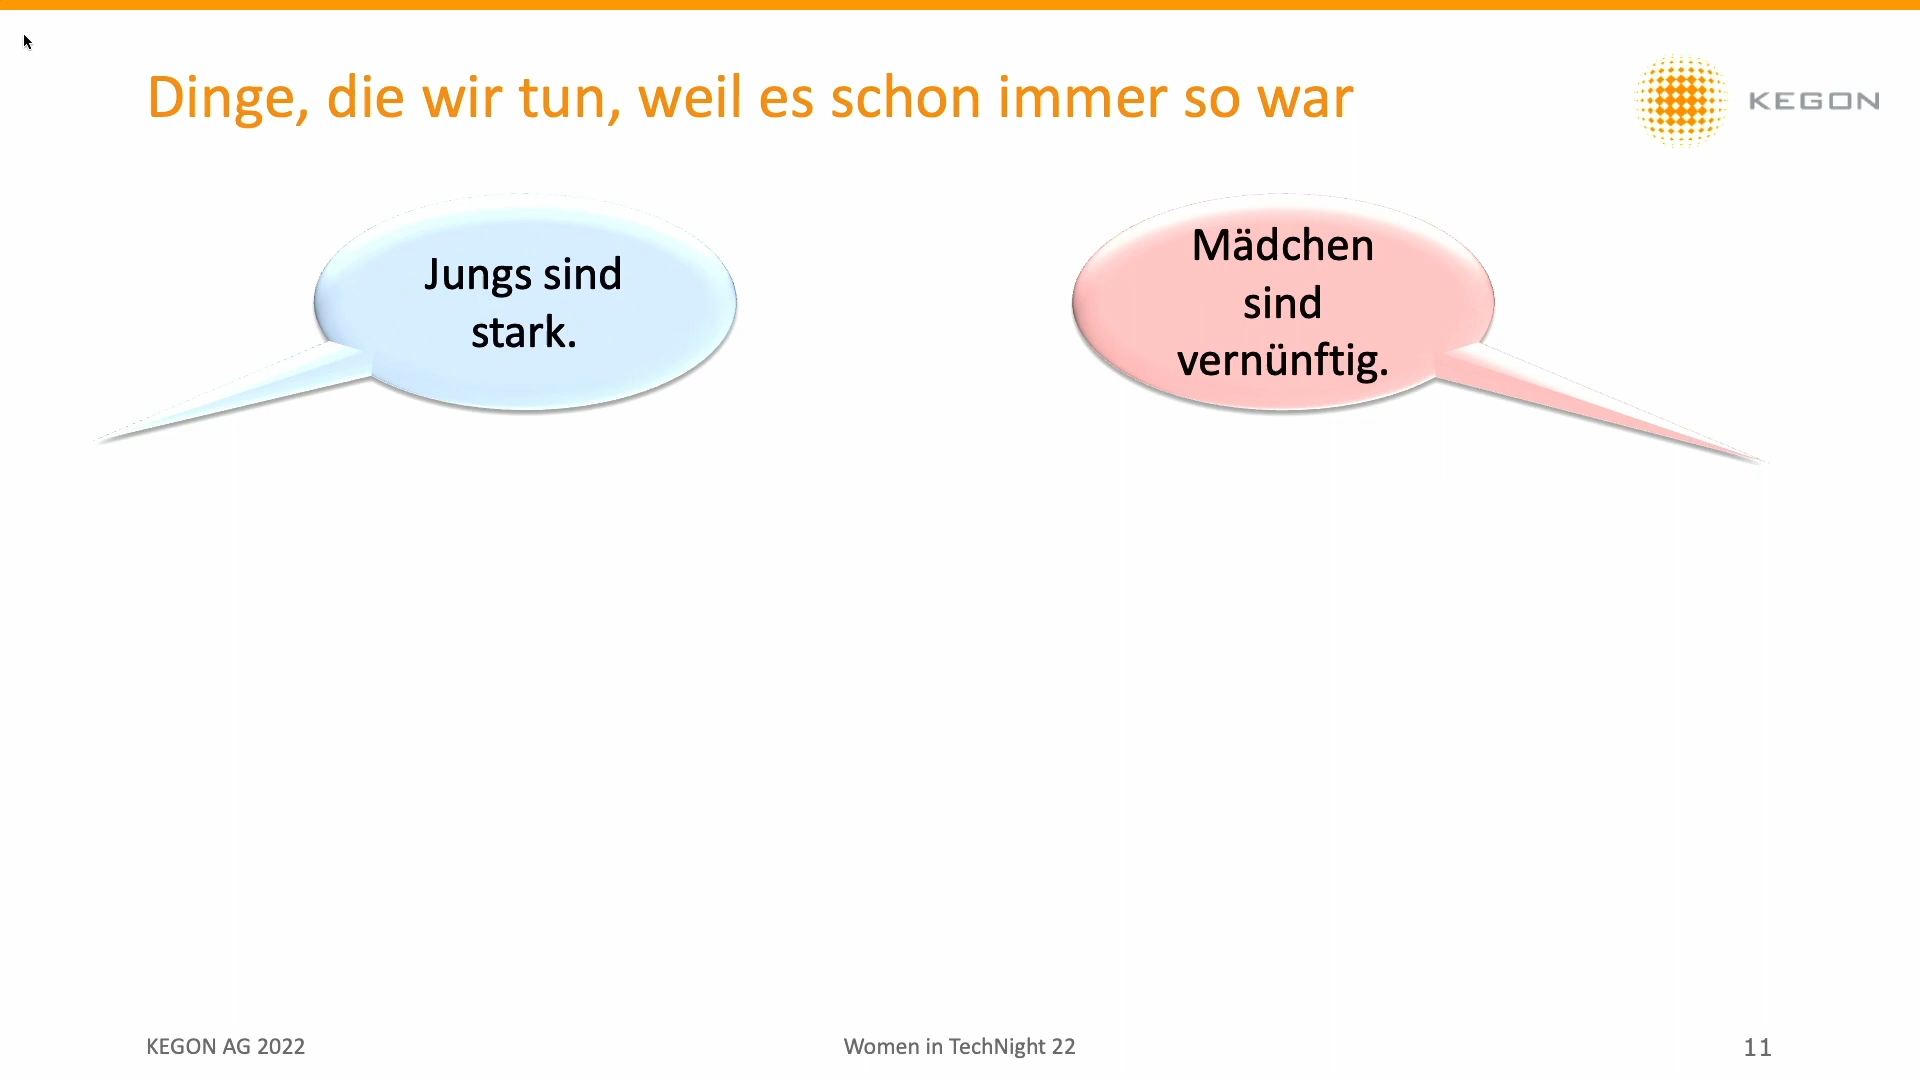 Dinge, die wir tun, weil es schon immer so war
KEGON
Jungs sind
stark.
Mädchen
sind
vernünftig.
KEGON AG 2022
Women in TechNight 22
11